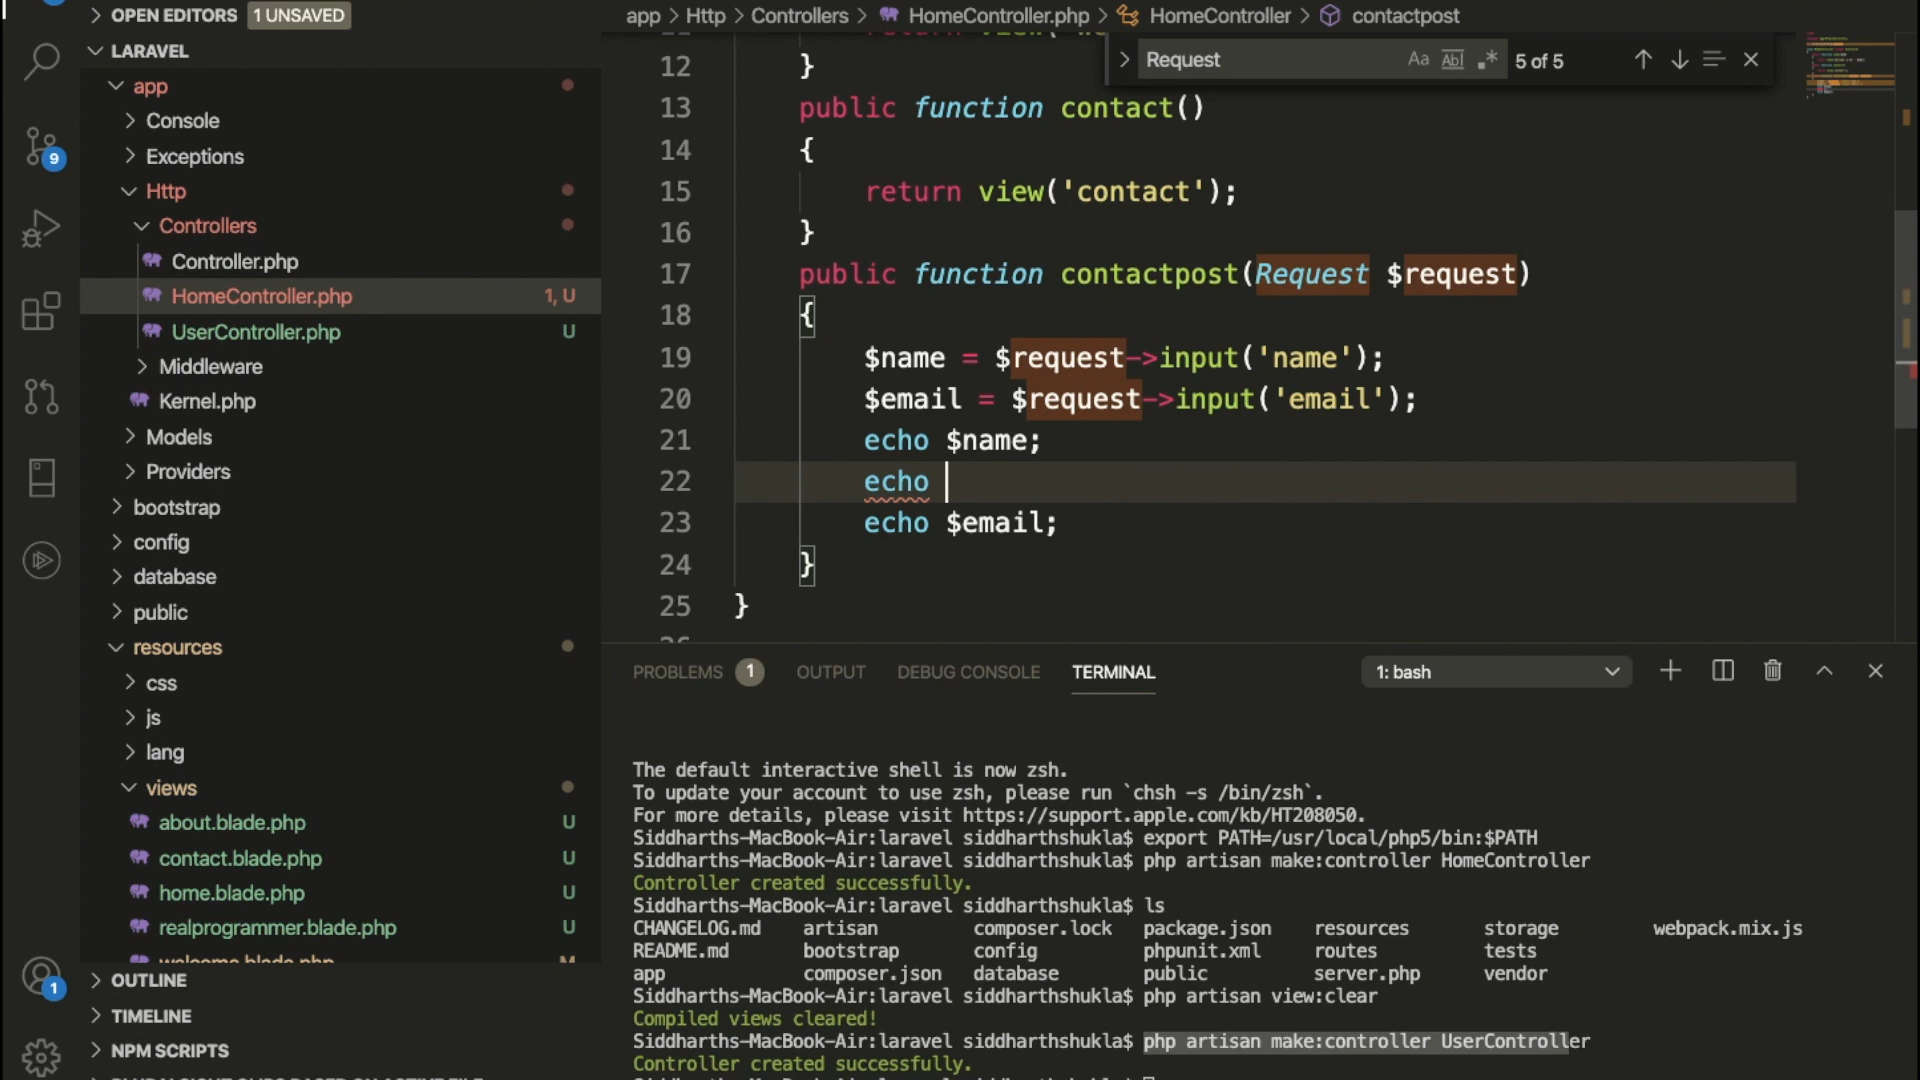 OPEN EDITORS 1 UNSAVED
LARAVEL
app
Console
Exceptions
Http
Controllers
Controller.php
HomeController.php 1, U
UserController.php U
Middleware
Kernel.php
Models
Providers
bootstrap
config
database
public
resources
css
js
lang
views
about.blade.php U
contact.blade.php U
home.blade.php U
realprogrammer.blade.php U
welcome.blade.php M
OUTLINE
TIMELINE
NPM SCRIPTS
9
1
app > Http > Controllers > HomeController.php > HomeController > contactpost
Request Aa Abl .* 5 of 5
12 }
13 public function contact()
14 {
15 return view('contact');
16 }
17 public function contactpost(Request $request)
18 {
19 $name = $request->input('name');
20 $email = $request->input('email');
21 echo $name;
22 echo
23 echo $email;
24 }
25 }
PROBLEMS 1 OUTPUT DEBUG CONSOLE TERMINAL 1: bash
The default interactive shell is now zsh.
To update your account to use zsh, please run `chsh -s /bin/zsh`.
For more details, please visit https://support.apple.com/kb/HT208050.
Siddharths-MacBook-Air:laravel siddharthshukla$ export PATH=/usr/local/php5/bin:$PATH
Siddharths-MacBook-Air:laravel siddharthshukla$ php artisan make:controller HomeController
Controller created successfully.
Siddharths-MacBook-Air:laravel siddharthshukla$ ls
CHANGELOG.md artisan composer.lock package.json resources storage webpack.mix.js
README.md bootstrap config phpunit.xml routes tests
app composer.json database public server.php vendor
Siddharths-MacBook-Air:laravel siddharthshukla$ php artisan view:clear
Compiled views cleared!
Siddharths-MacBook-Air:laravel siddharthshukla$ php artisan make:controller UserController
Controller created successfully.